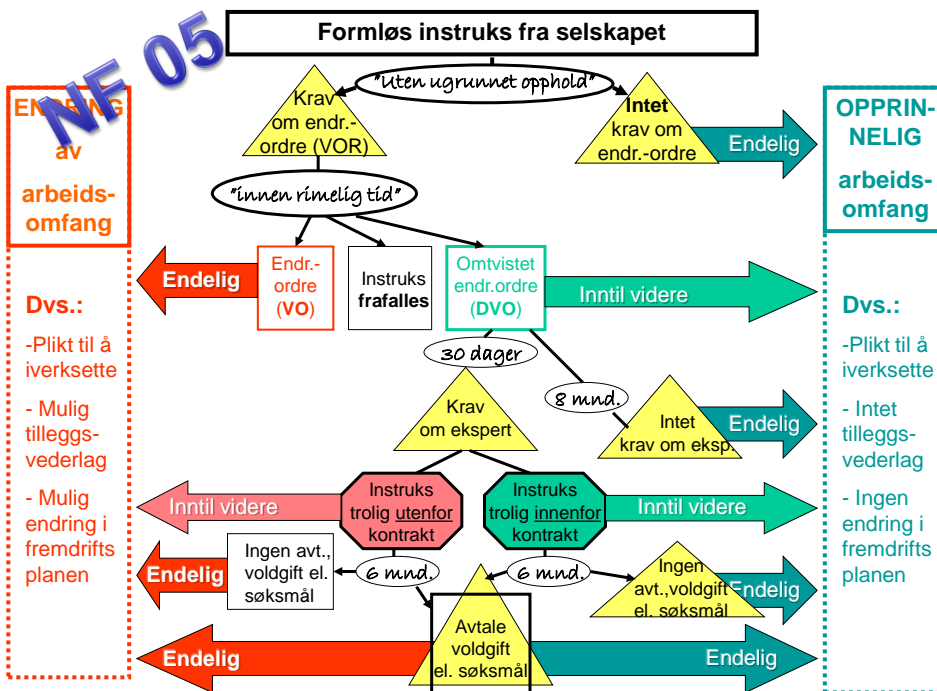 NF 05
Formløs instruks fra selskapet
"Uten ugrunnet opphold"
Krav
om endr.-
ordre (VOR)
Intet
krav om
endr.-ordre
Endelig
ENDRING
av
arbeids-
omfang
OPPRIN-
NELIG
arbeids-
omfang
"innen rimelig tid"
Endelig
Endr.-
ordre
(VO)
Instruks
frafalles
Omtvistet
endr.ordre
(DVO)
Inntil videre
Dvs.:
-Plikt til å
iverksette
- Mulig
tilleggs-
vederlag
- Mulig
endring i
fremdrifts
planen
Dvs.:
-Plikt til å
iverksette
- Intet
tilleggs-
vederlag
- Ingen
endring i
fremdrifts
planen
30 dager
8 mnd.
Krav
om ekspert
Intet
krav om eksp.
Endelig
Inntil videre
Instruks
trolig utenfor
kontrakt
Instruks
trolig innenfor
kontrakt
Inntil videre
Endelig
Ingen avt.,
voldgift el.
søksmål
6 mnd.
6 mnd.
Ingen
avt.,voldgift
el. søksmål
Endelig
Endelig
Avtale
voldgift
el. søksmål
Endelig